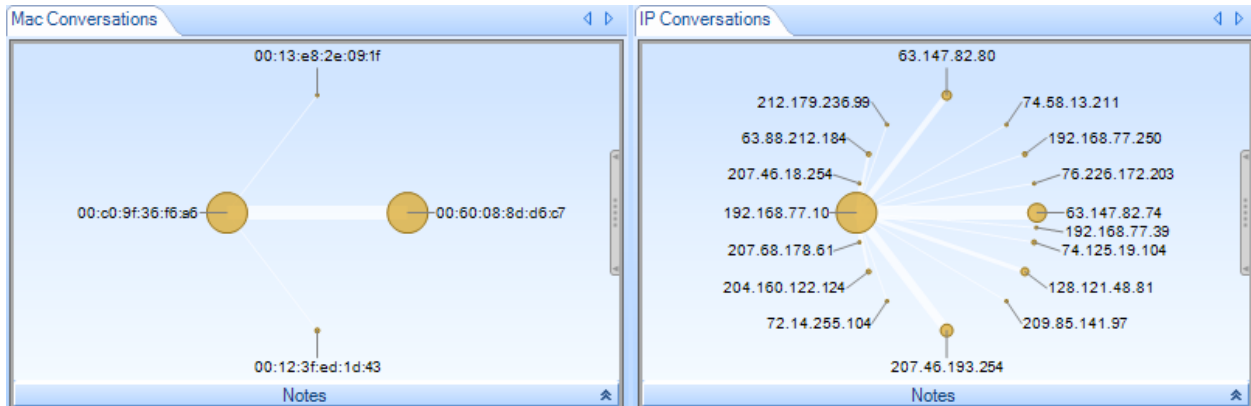 Mac Conversations
00:13:e8:2e:09:1f
00:c0:9f:36:f6:a6
00:60:08:8d:d6:c7
00:12:3f:ed:1d:43
Notes
IP Conversations
63.147.82.80
212.179.236.99
74.58.13.211
63.88.212.184
192.168.77.250
207.46.18.254
76.226.172.203
192.168.77.10
63.147.82.74
192.168.77.39
207.68.178.61
74.125.19.104
204.160.122.124
128.121.48.81
72.14.255.104
209.85.141.97
207.46.193.254
Notes